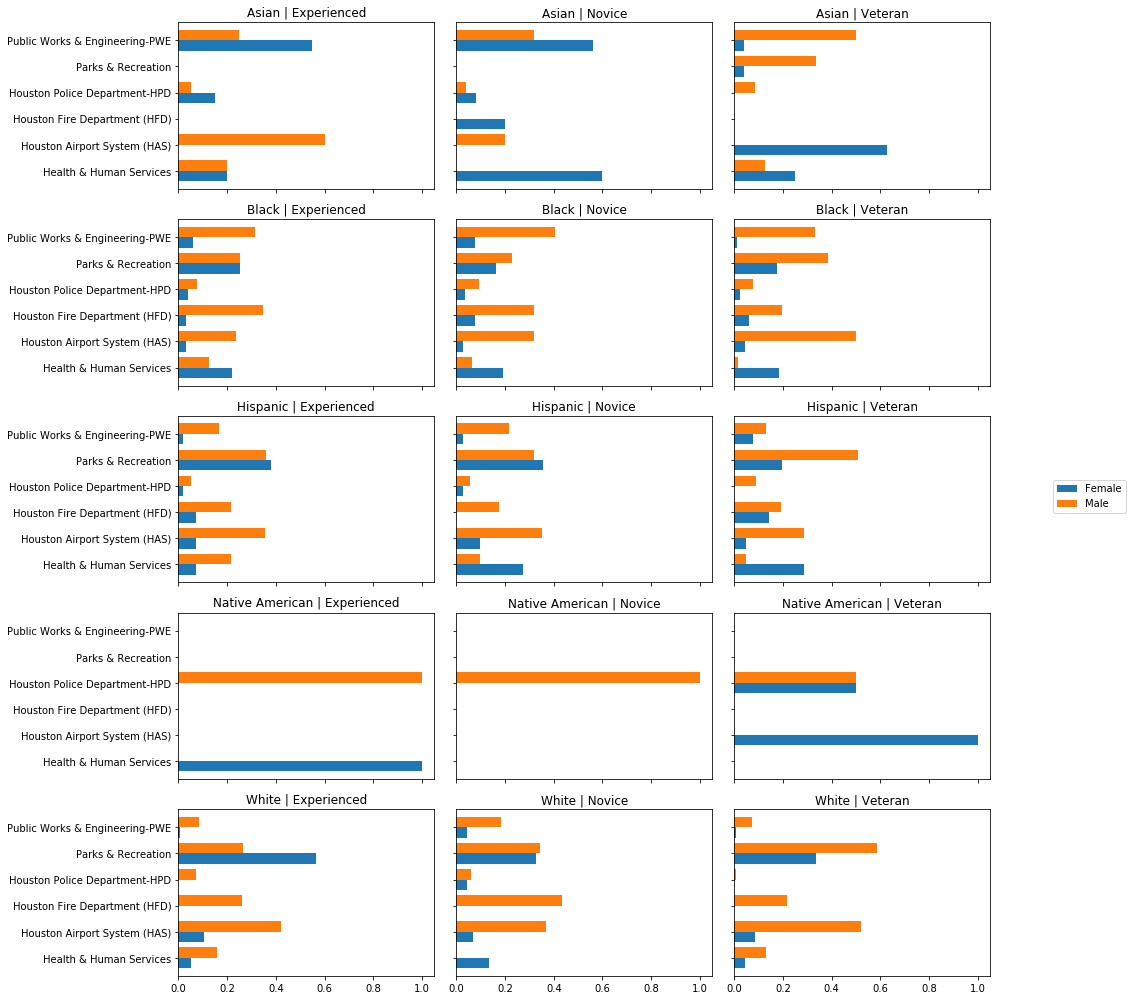 Asian | Experienced
Asian | Novice
Asian | Veteran
Public Works & Engineering-PWE
Parks & Recreation
Houston Police Department-HPD
Houston Fire Department (HFD)
Houston Airport System (HAS)
Health & Human Services
Black | Experienced
Black | Novice
Black | Veteran
Public Works & Engineering-PWE
Parks & Recreation
Houston Police Department-HPD
Houston Fire Department (HFD)
Houston Airport System (HAS)
Health & Human Services
Hispanic | Experienced
Hispanic | Novice
Hispanic | Veteran
Public Works & Engineering-PWE
Parks & Recreation
Houston Police Department-HPD
Houston Fire Department (HFD)
Houston Airport System (HAS)
Health & Human Services
Female
Male
Native American | Experienced
Native American | Novice
Native American | Veteran
Public Works & Engineering-PWE
Parks & Recreation
Houston Police Department-HPD
Houston Fire Department (HFD)
Houston Airport System (HAS)
Health & Human Services
White | Experienced
White | Novice
White | Veteran
Public Works & Engineering-PWE
Parks & Recreation
Houston Police Department-HPD
Houston Fire Department (HFD)
Houston Airport System (HAS)
Health & Human Services
0.0 0.2 0.4 0.6 0.8 1.0
0.0 0.2 0.4 0.6 0.8 1.0
0.0 0.2 0.4 0.6 0.8 1.0